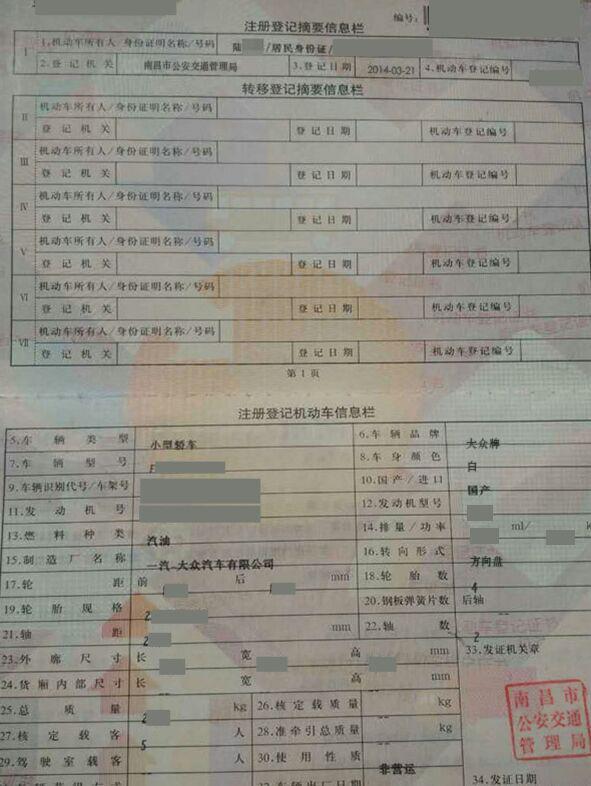 编号:
注册登记摘要信息栏
I 1.机动车所有人/身份证明名称/号码 陆 /居民身份证/
2.登记机关 南昌市公安交通管理局 3.登记日期 2014-03-21 4.机动车登记编号
转移登记摘要信息栏
II 机动车所有人/身份证明名称/号码
登记机关 登记日期 机动车登记编号
III 机动车所有人/身份证明名称/号码
登记机关 登记日期 机动车登记编号
IV 机动车所有人/身份证明名称/号码
登记机关 登记日期 机动车登记编号
V 机动车所有人/身份证明名称/号码
登记机关 登记日期 机动车登记编号
VI 机动车所有人/身份证明名称/号码
登记机关 登记日期 机动车登记编号
VII 机动车所有人/身份证明名称/号码
登记机关 登记日期 机动车登记编号
第1页
注册登记机动车信息栏
5.车辆类型 小型轿车 6.车辆品牌 大众牌
7.车辆型号 8.车身颜色 白
9.车辆识别代号/车架号 10.国产/进口 国产
11.发动机号 12.发动机型号
13.燃料种类 汽油 14.排量/功率 ml/
15.制造厂名称 一汽-大众汽车有限公司 16.转向形式 方向盘
17.轮距 前 后 mm 18.轮胎数 4
19.轮胎规格 20.钢板弹簧片数 后轴 --
21.轴距 mm 22.轴数 2
23.外廓尺寸 长 宽 高 mm 33.发证机关章
24.货厢内部尺寸 长 宽 高 mm
25.总质量 kg 26.核定载质量 kg
27.核定载客 5 人 28.准牵引总质量 kg
29.驾驶室载客 -- 人 30.使用性质 非营运
南昌市
公安交通
管理局
32.车辆出厂日期 34.发证日期